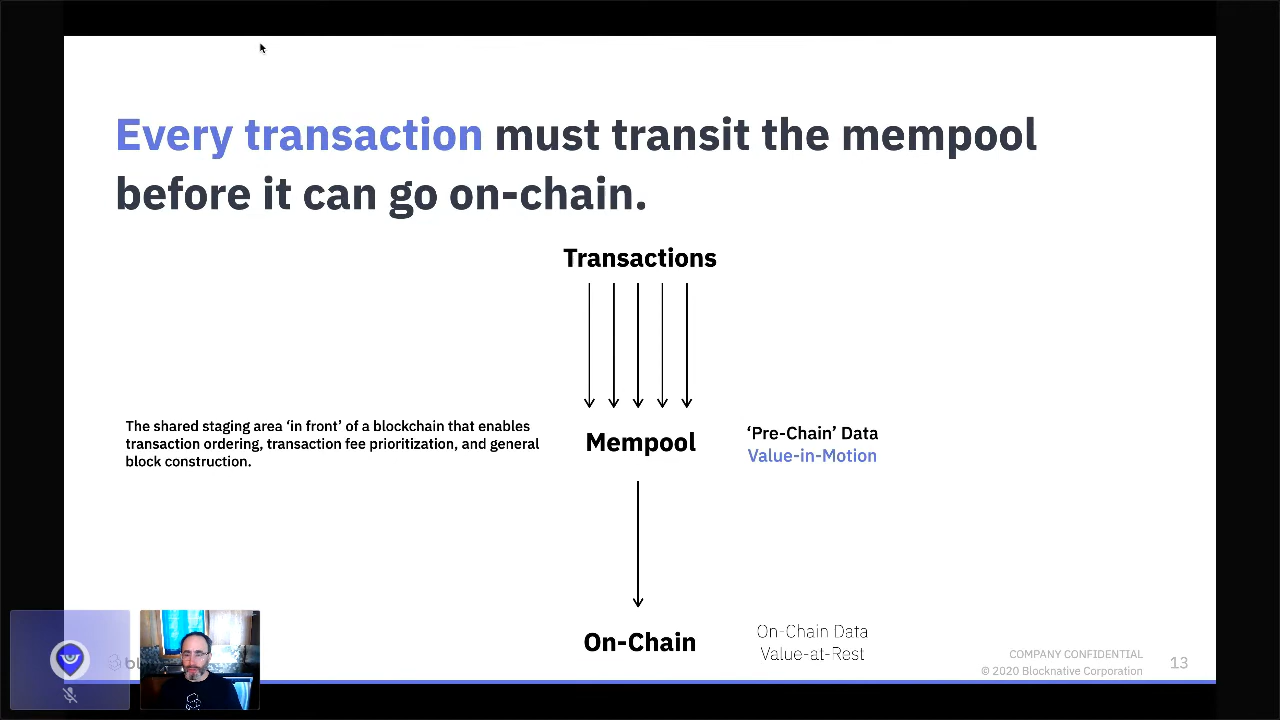 Every transaction must transit the mempool
before it can go on-chain.
Transactions
The shared staging area ‘in front’ of a blockchain that enables
transaction ordering, transaction fee prioritization, and general
block construction.
Mempool
‘Pre-Chain’ Data
Value-in-Motion
On-Chain
On-Chain Data
Value-at-Rest
COMPANY CONFIDENTIAL
© 2020 Blocknative Corporation
13